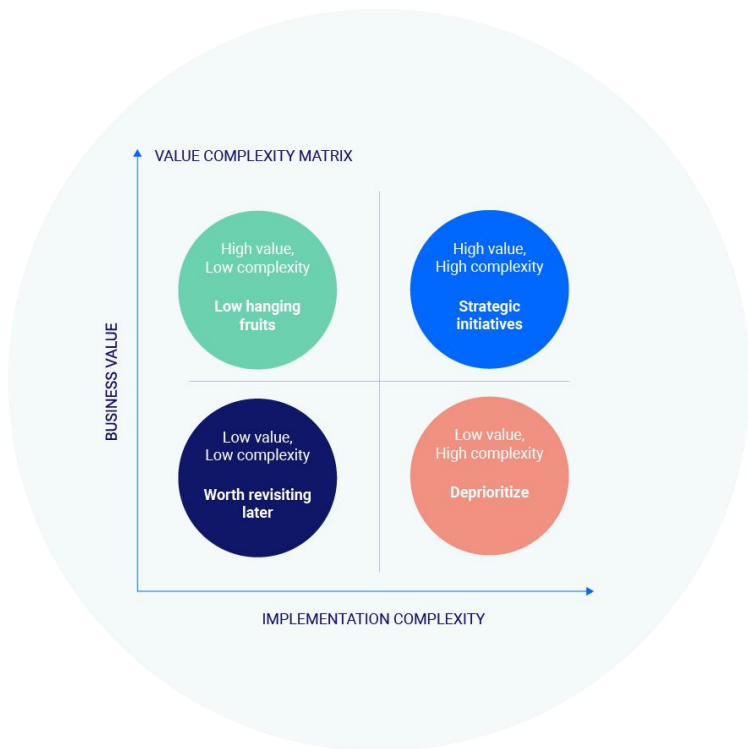 VALUE COMPLEXITY MATRIX
High value,
Low complexity
Low hanging
fruits
High value,
High complexity
Strategic
initiatives
BUSINESS VALUE
Low value,
Low complexity
Worth revisiting
later
Low value,
High complexity
Deprioritize
IMPLEMENTATION COMPLEXITY